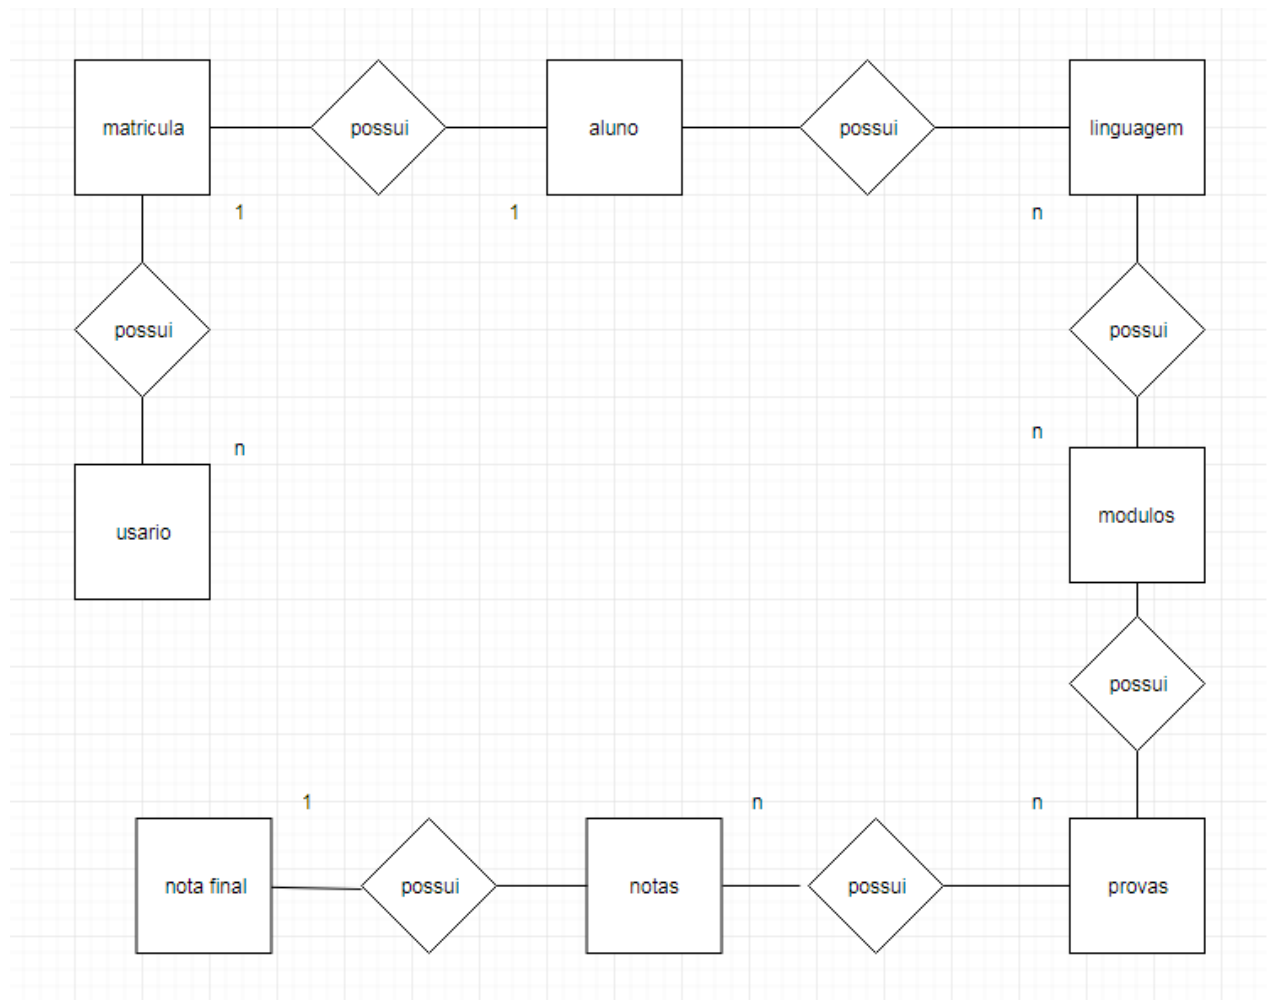 matricula
possui
aluno
possui
linguagem
1
1
n
possui
possui
n
n
usario
modulos
possui
1
n
n
nota final
possui
notas
possui
provas